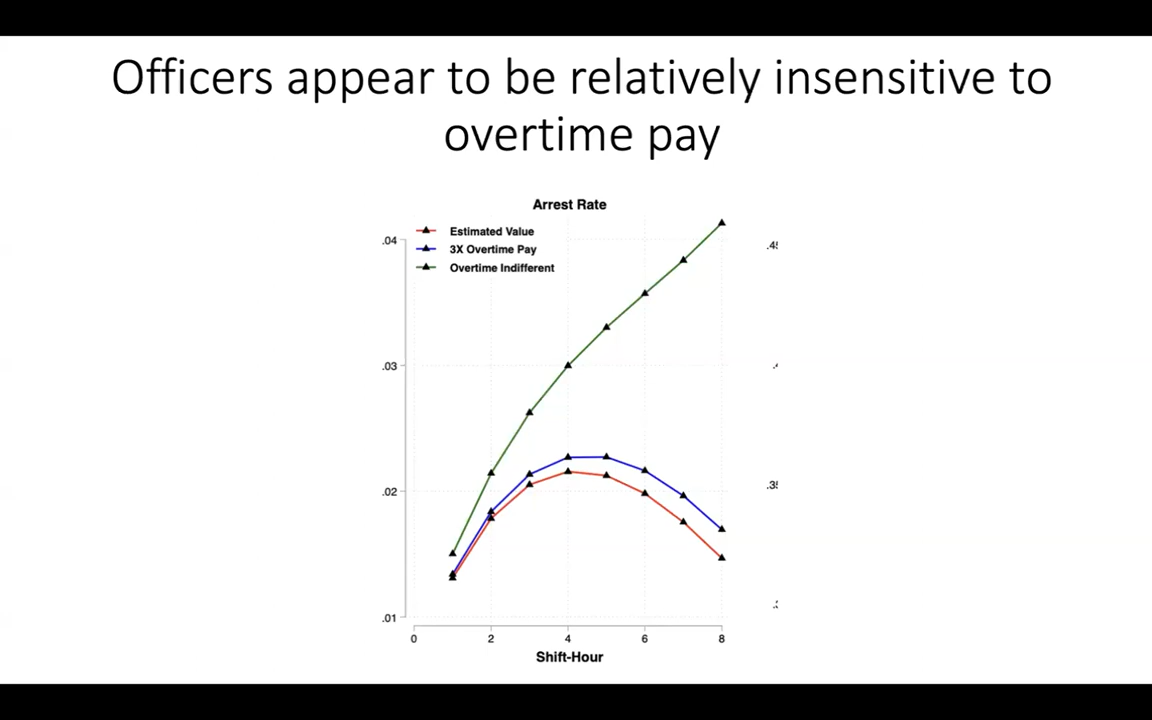 Officers appear to be relatively insensitive to
overtime pay
Arrest Rate
Estimated Value
3X Overtime Pay
Overtime Indifferent
.04
.03
.02
.01
0 2 4 6 8
Shift-Hour